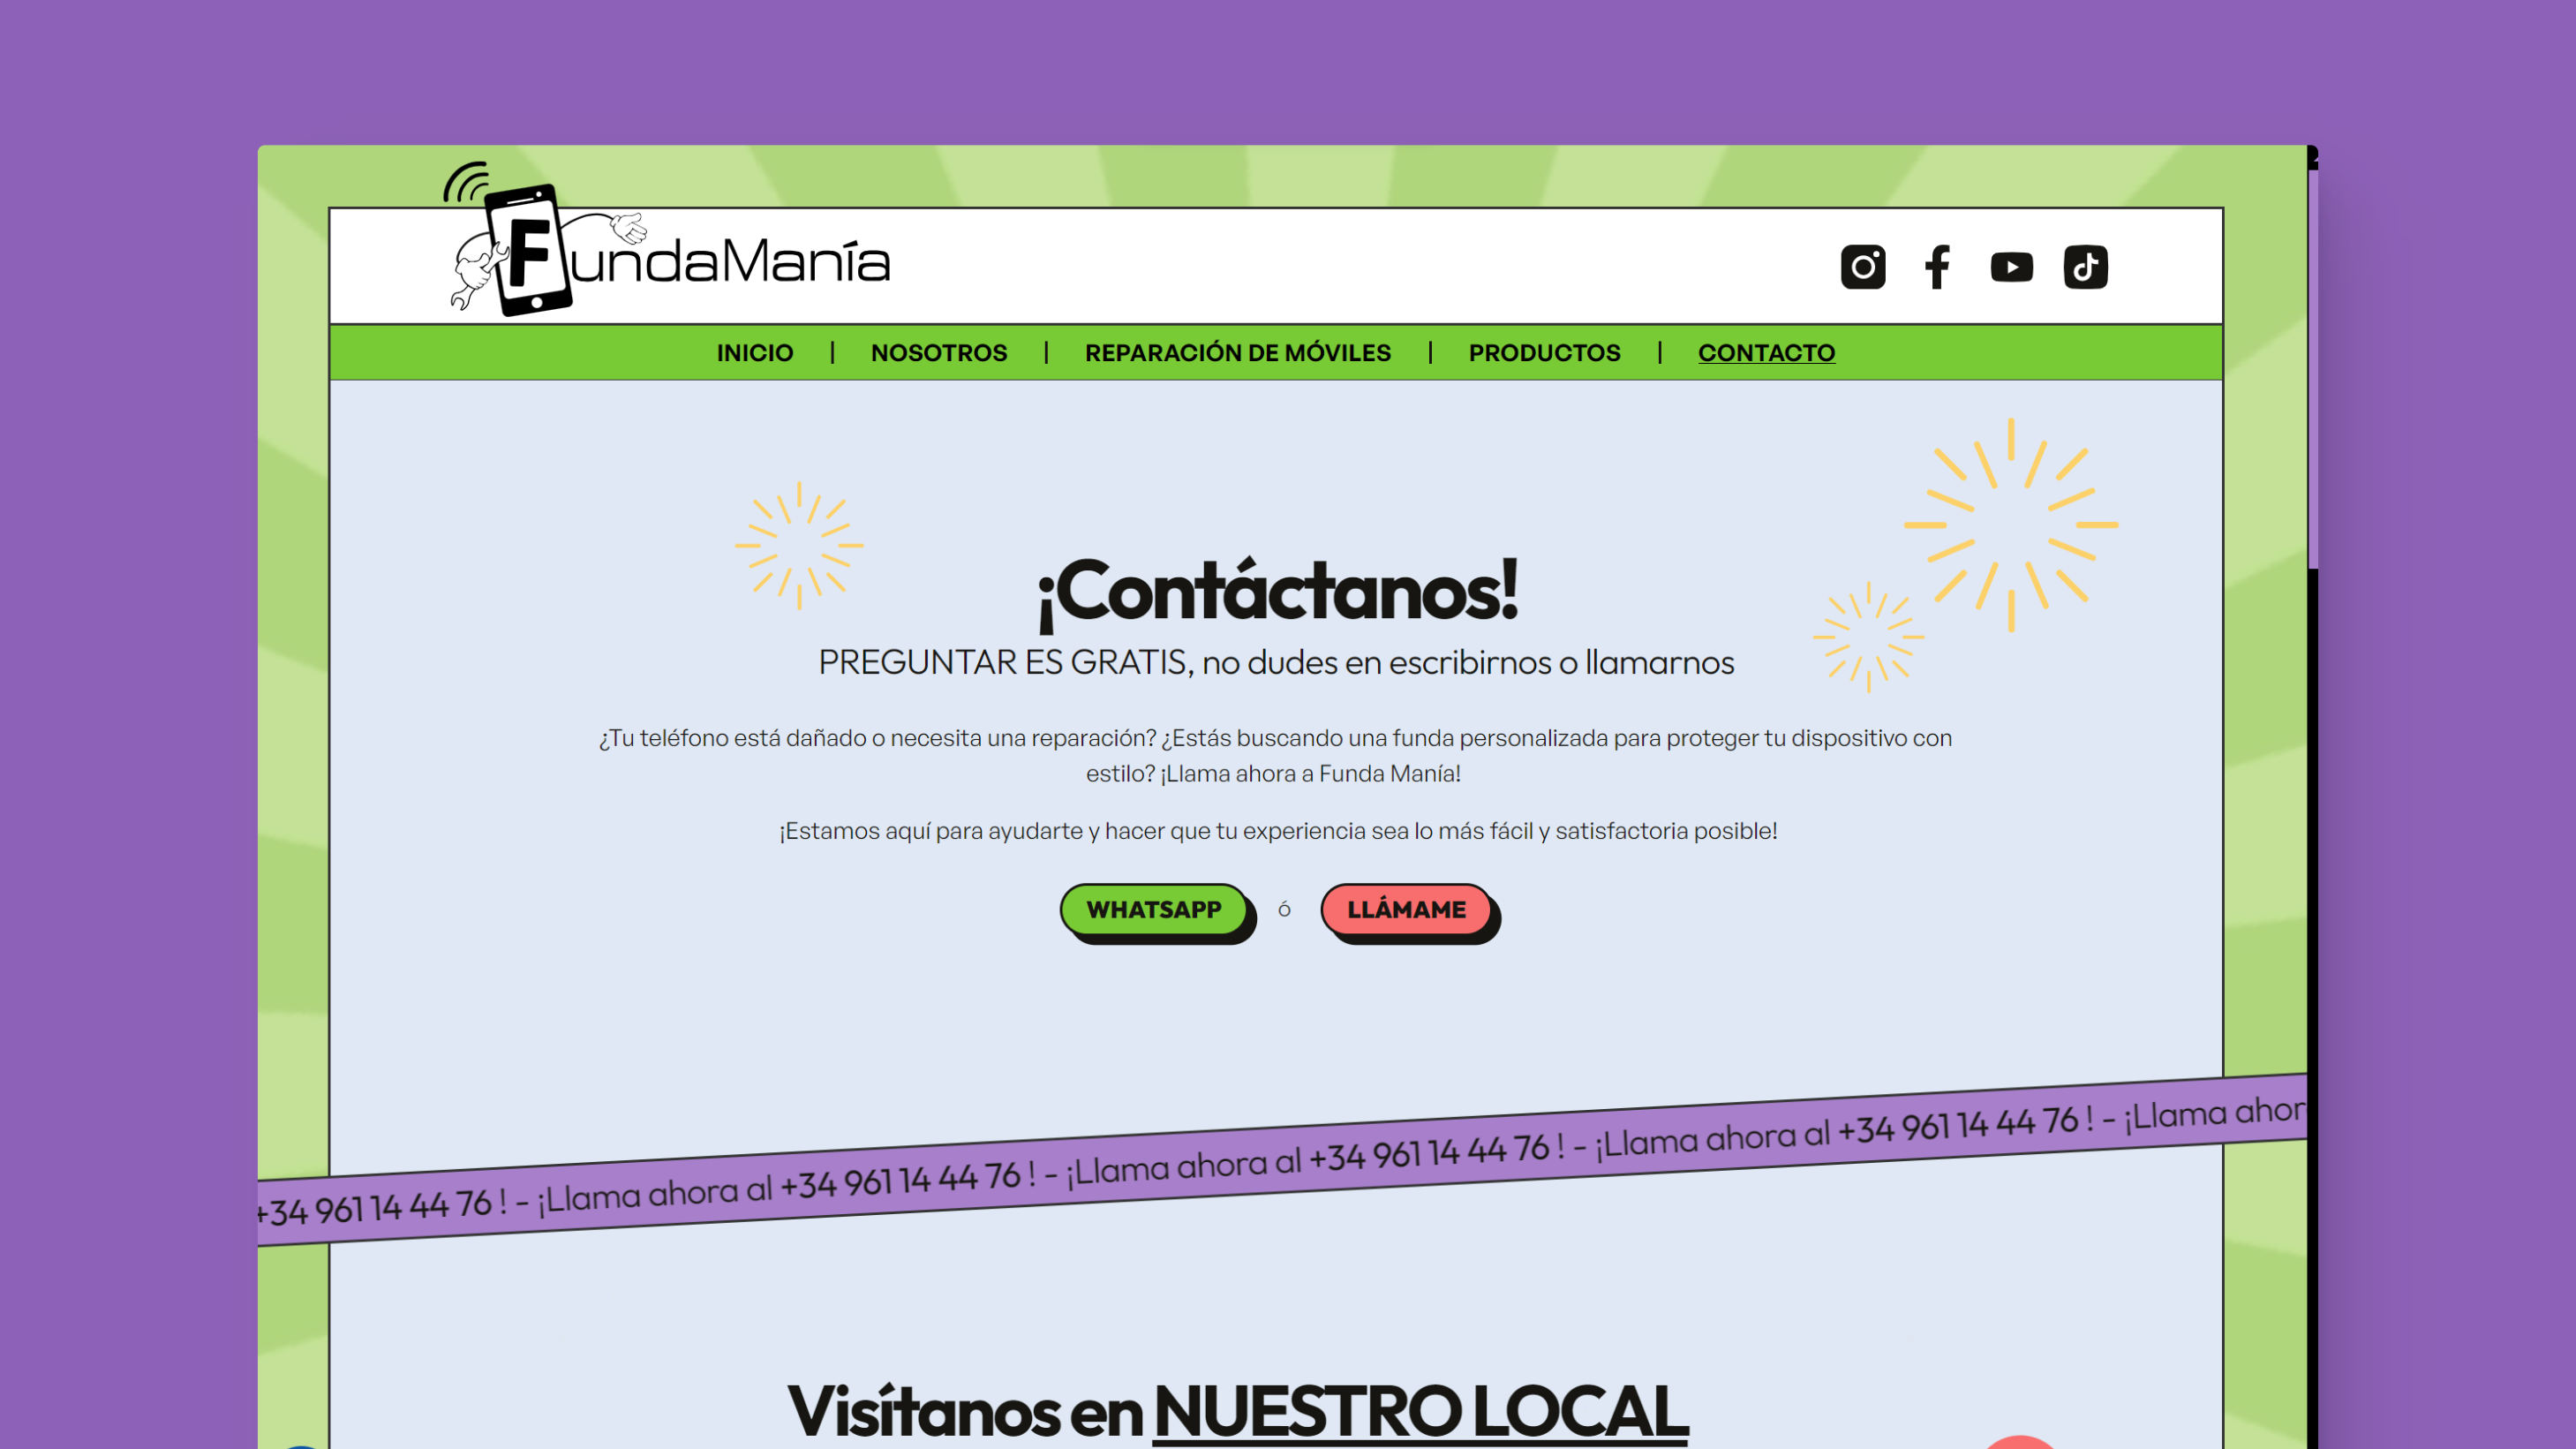 FundaManía
INICIO | NOSOTROS | REPARACIÓN DE MÓVILES | PRODUCTOS | CONTACTO
¡Contáctanos!
PREGUNTAR ES GRATIS, no dudes en escribirnos o llamarnos
¿Tu teléfono está dañado o necesita una reparación? ¿Estás buscando una funda personalizada para proteger tu dispositivo con
estilo? ¡Llama ahora a Funda Manía!
¡Estamos aquí para ayudarte y hacer que tu experiencia sea lo más fácil y satisfactoria posible!
WHATSAPP ó LLÁMAME
+34 961 14 44 76 ! - ¡Llama ahora al +34 961 14 44 76 ! - ¡Llama ahora al +34 961 14 44 76 ! - ¡Llama ahora al +34 961 14 44 76 ! - ¡Llama ahor
Visítanos en NUESTRO LOCAL